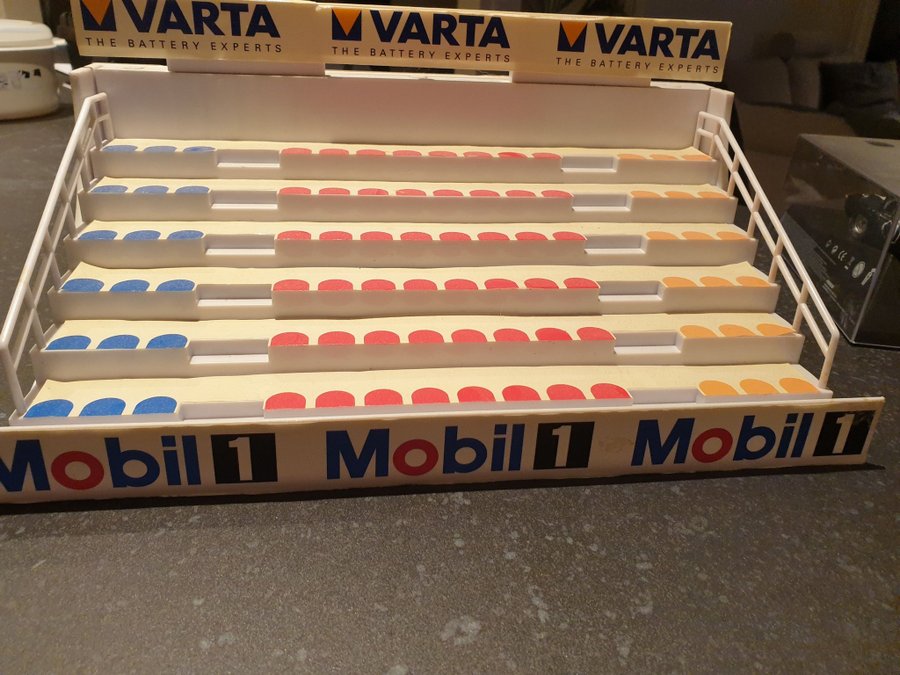 VARTA VARTA VARTA
THE BATTERY EXPERTS THE BATTERY EXPERTS THE BATTERY EXPERTS
Mobil 1 Mobil 1 Mobil 1